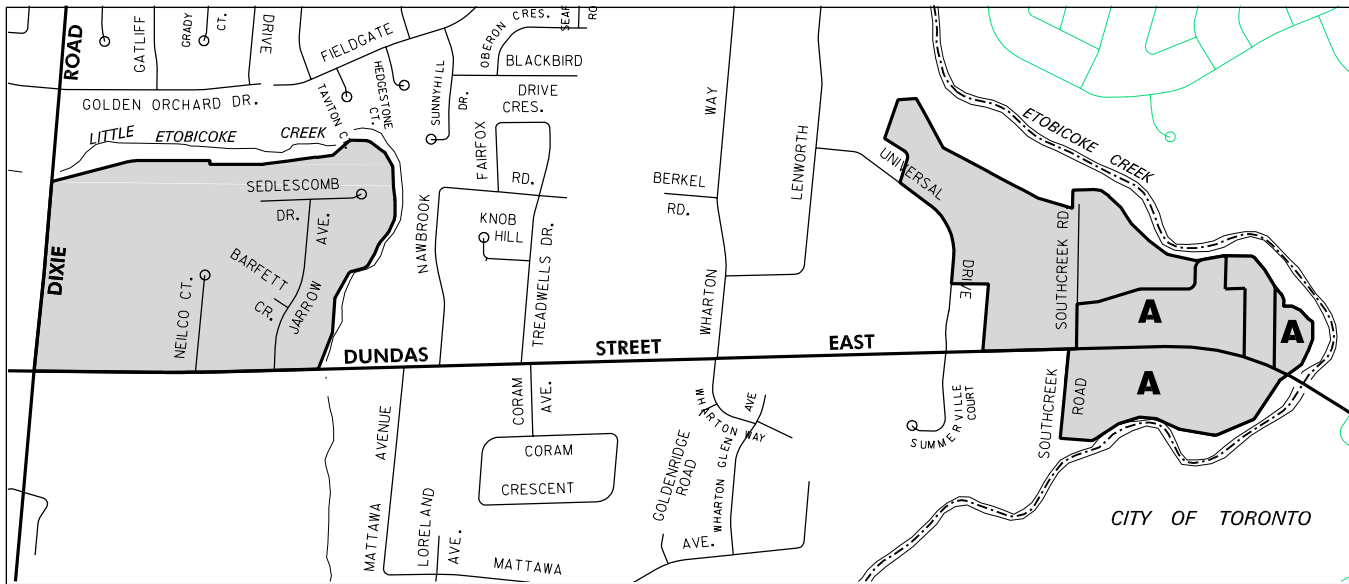 ROAD
GATLIFF
GRADY
CT.
DRIVE
FIELDGATE
OBERON CRES.
SEAF
RO
BLACKBIRD
DRIVE
CRES.
GOLDEN ORCHARD DR.
TAVITON C.
HEDGESTONE
CT.
SUNNYHILL
DR.
LITTLE ETOBICOKE CREEK
FAIRFOX
RD.
SEDLESCOMB
DR.
AVE.
BARFETT
CR.
JARROW
NEILCO CT.
DIXIE
NAWBROOK
KNOB
HILL
TREADWELLS DR.
BERKEL
RD.
WAY
WHARTON
LENWORTH
UNIVERSAL
DRIVE
ETOBICOKE CREEK
SOUTHCREEK RD
A
A
A
DUNDAS STREET EAST
MATTAWA AVENUE
CORAM
AVE.
CORAM
CRESCENT
LORELAND
AVE.
MATTAWA
AVE.
GOLDENRIDGE
ROAD
WHARTON WAY
WHARTON GLEN AVE
SUMMERVILLE
COURT
SOUTHCREEK
ROAD
CITY OF TORONTO